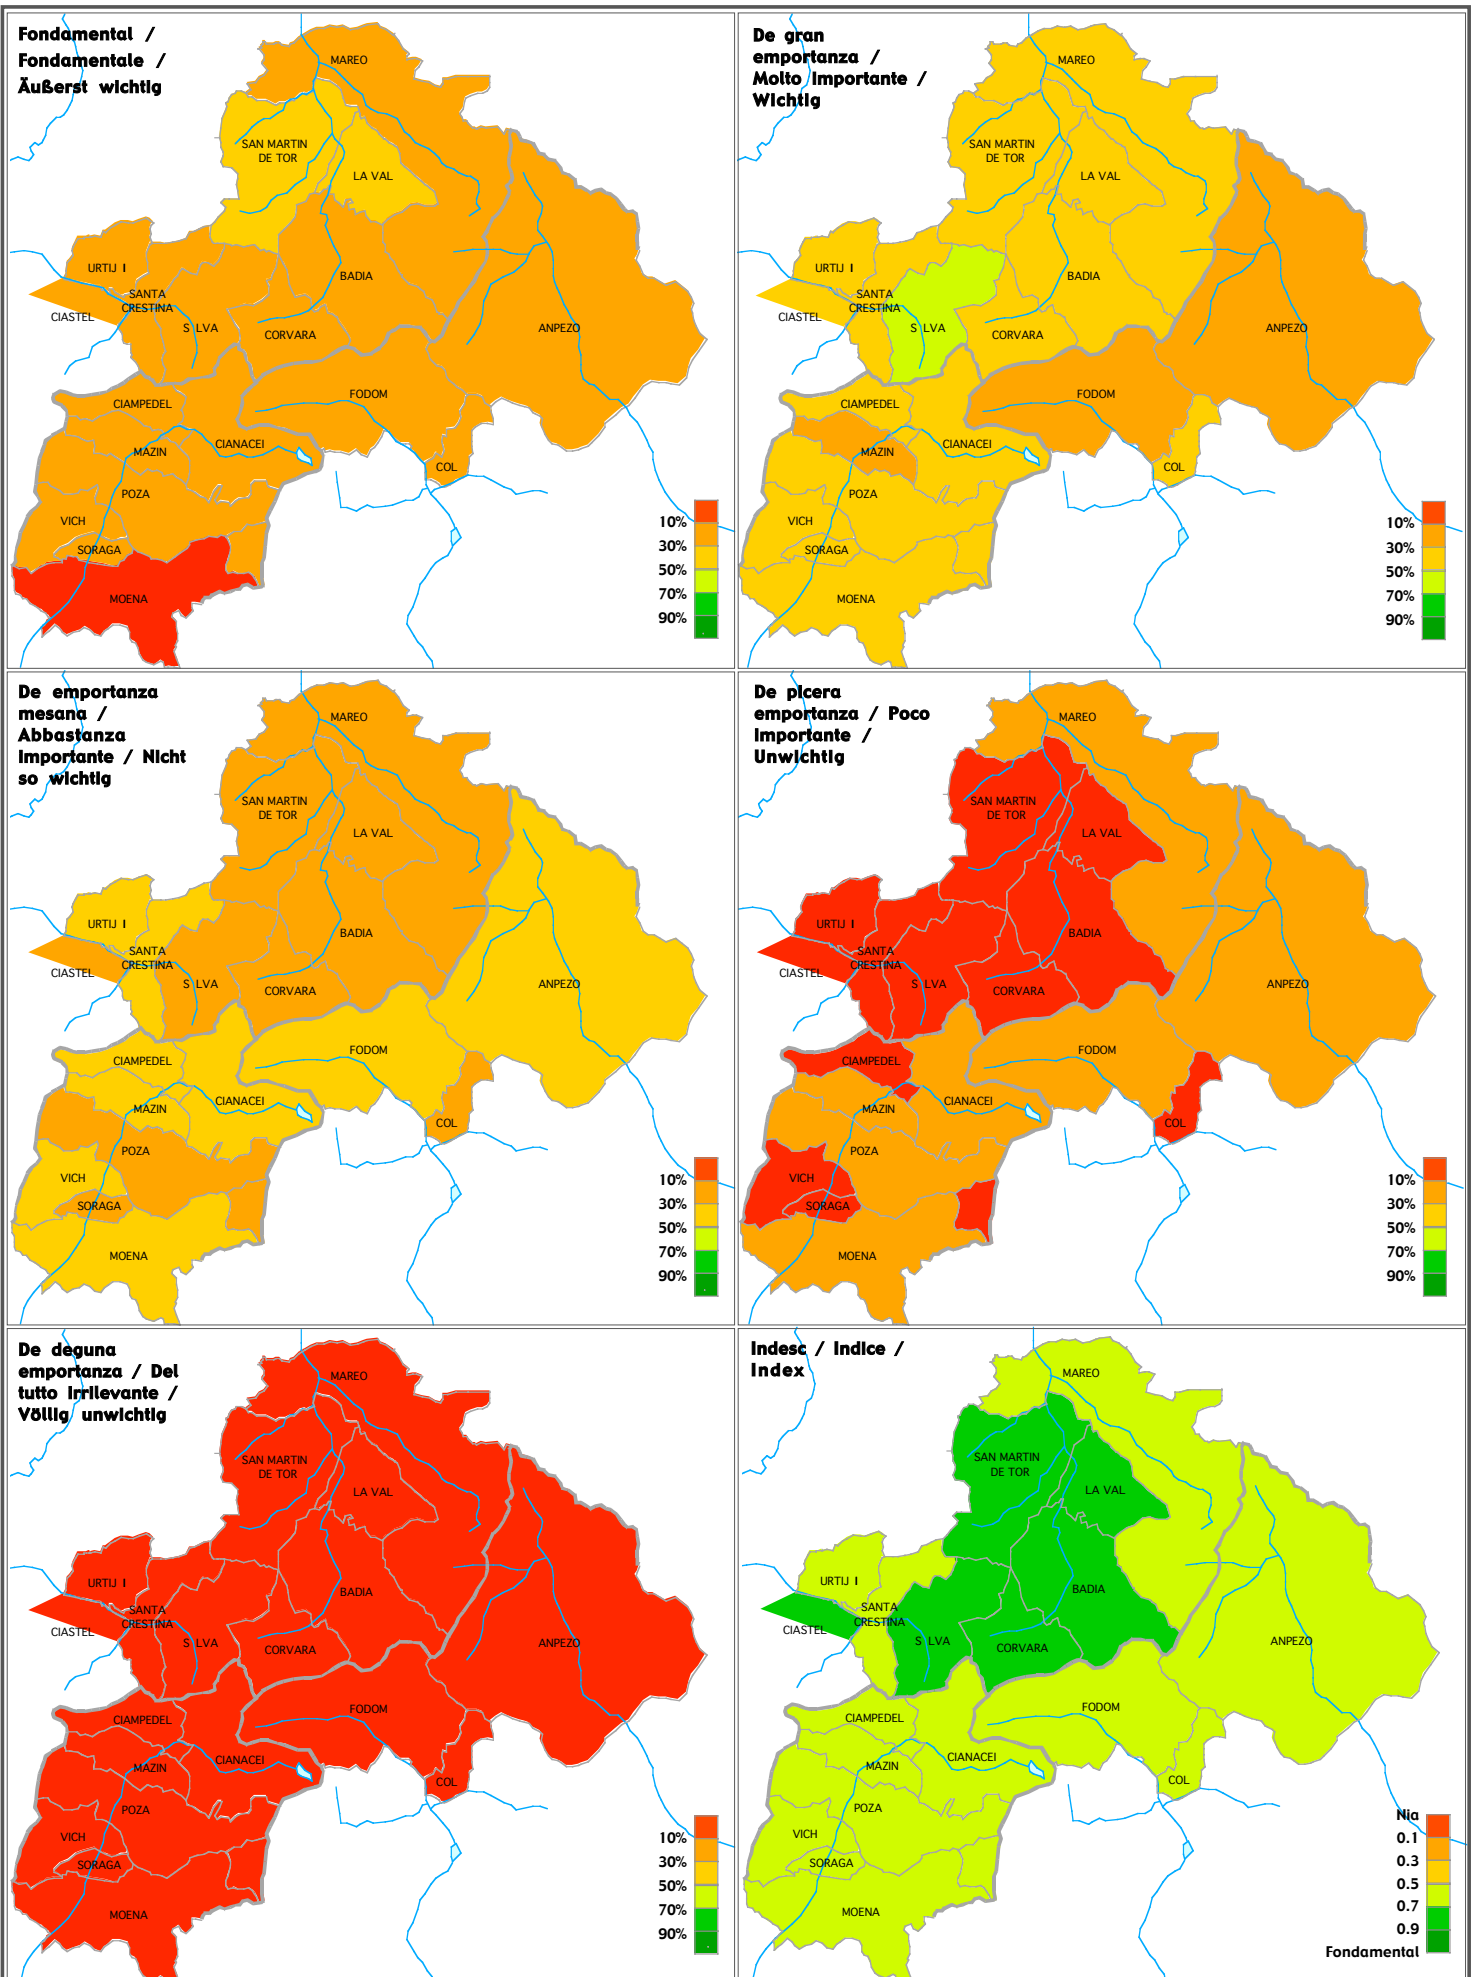 Fondamental /
Fondamentale /
Äußerst wichtig
MAREO
SAN MARTIN
DE TOR
LA VAL
URTIJ I
SANTA
CRESTINA
CIASTEL
S LVA
BADIA
CORVARA
ANPEZO
FODOM
CIAMPEDEL
CIANACEI
MAZIN
COL
POZA
VICH
SORAGA
MOENA
10%
30%
50%
70%
90%
De gran
emportanza /
Molto Importante /
Wichtig
MAREO
SAN MARTIN
DE TOR
LA VAL
URTIJ I
SANTA
CRESTINA
CIASTEL
S LVA
BADIA
CORVARA
ANPEZO
FODOM
CIAMPEDEL
CIANACEI
MAZIN
COL
POZA
VICH
SORAGA
MOENA
10%
30%
50%
70%
90%
De emportanza
mesana /
Abbastanza
Importante / Nicht
so wichtig
MAREO
SAN MARTIN
DE TOR
LA VAL
URTIJ I
SANTA
CRESTINA
CIASTEL
S LVA
BADIA
CORVARA
ANPEZO
FODOM
CIAMPEDEL
CIANACEI
MAZIN
COL
POZA
VICH
SORAGA
MOENA
10%
30%
50%
70%
90%
De picera
emportanza / Poco
Importante /
Unwichtig
MAREO
SAN MARTIN
DE TOR
LA VAL
URTIJ I
SANTA
CRESTINA
CIASTEL
S LVA
BADIA
CORVARA
ANPEZO
FODOM
CIAMPEDEL
CIANACEI
MAZIN
COL
POZA
VICH
SORAGA
MOENA
10%
30%
50%
70%
90%
De deguna
emportanza / Del
tutto irrilevante /
Völlig unwichtig
MAREO
SAN MARTIN
DE TOR
LA VAL
URTIJ I
SANTA
CRESTINA
CIASTEL
S LVA
BADIA
CORVARA
ANPEZO
FODOM
CIAMPEDEL
CIANACEI
MAZIN
COL
POZA
VICH
SORAGA
MOENA
10%
30%
50%
70%
90%
Indesc / Indice /
Index
MAREO
SAN MARTIN
DE TOR
LA VAL
URTIJ I
SANTA
CRESTINA
CIASTEL
S LVA
BADIA
CORVARA
ANPEZO
FODOM
CIAMPEDEL
CIANACEI
MAZIN
COL
POZA
VICH
SORAGA
MOENA
Nia
0.1
0.3
0.5
0.7
0.9
Fondamental